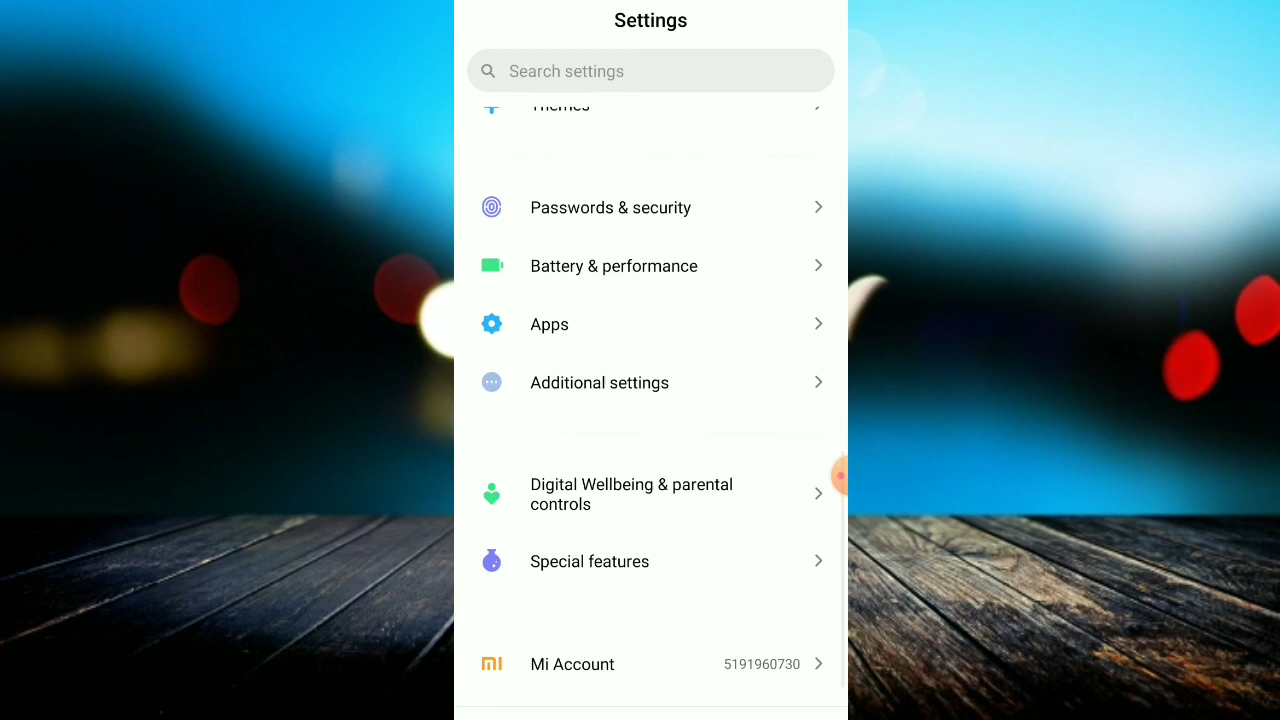 Settings
Search settings
Themes
Passwords & security
Battery & performance
Apps
Additional settings
Digital Wellbeing & parental
controls
Special features
Mi Account 5191960730